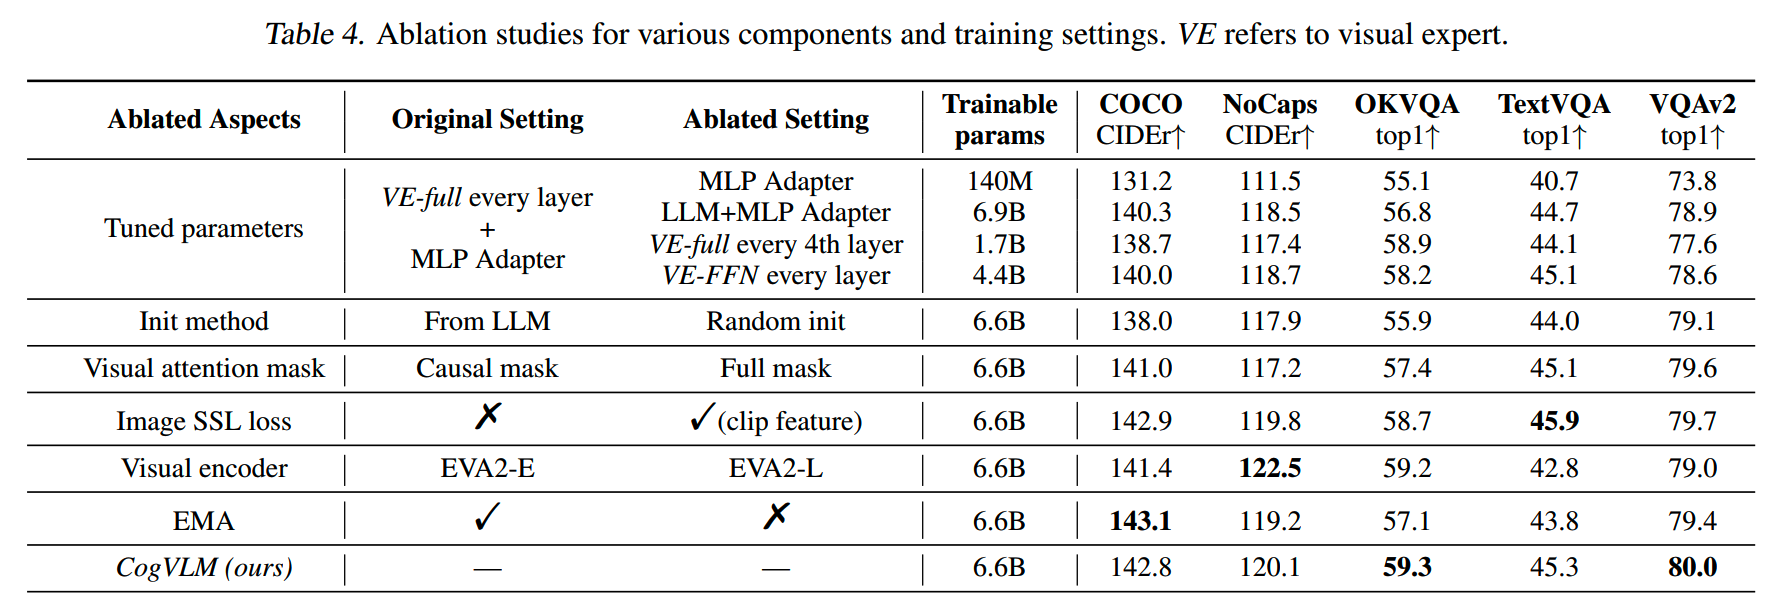 Table 4. Ablation studies for various components and training settings. VE refers to visual expert.
Ablated Aspects Original Setting Ablated Setting Trainable params COCO CIDEr↑ NoCaps CIDEr↑ OKVQA top1↑ TextVQA top1↑ VQAv2 top1↑
Tuned parameters VE-full every layer + MLP Adapter MLP Adapter 140M 131.2 111.5 55.1 40.7 73.8
LLM+MLP Adapter 6.9B 140.3 118.5 56.8 44.7 78.9
VE-full every 4th layer 1.7B 138.7 117.4 58.9 44.1 77.6
VE-FFN every layer 4.4B 140.0 118.7 58.2 45.1 78.6
Init method From LLM Random init 6.6B 138.0 117.9 55.9 44.0 79.1
Visual attention mask Causal mask Full mask 6.6B 141.0 117.2 57.4 45.1 79.6
Image SSL loss ✗ ✓(clip feature) 6.6B 142.9 119.8 58.7 45.9 79.7
Visual encoder EVA2-E EVA2-L 6.6B 141.4 122.5 59.2 42.8 79.0
EMA ✓ ✗ 6.6B 143.1 119.2 57.1 43.8 79.4
CogVLM (ours) — — 6.6B 142.8 120.1 59.3 45.3 80.0